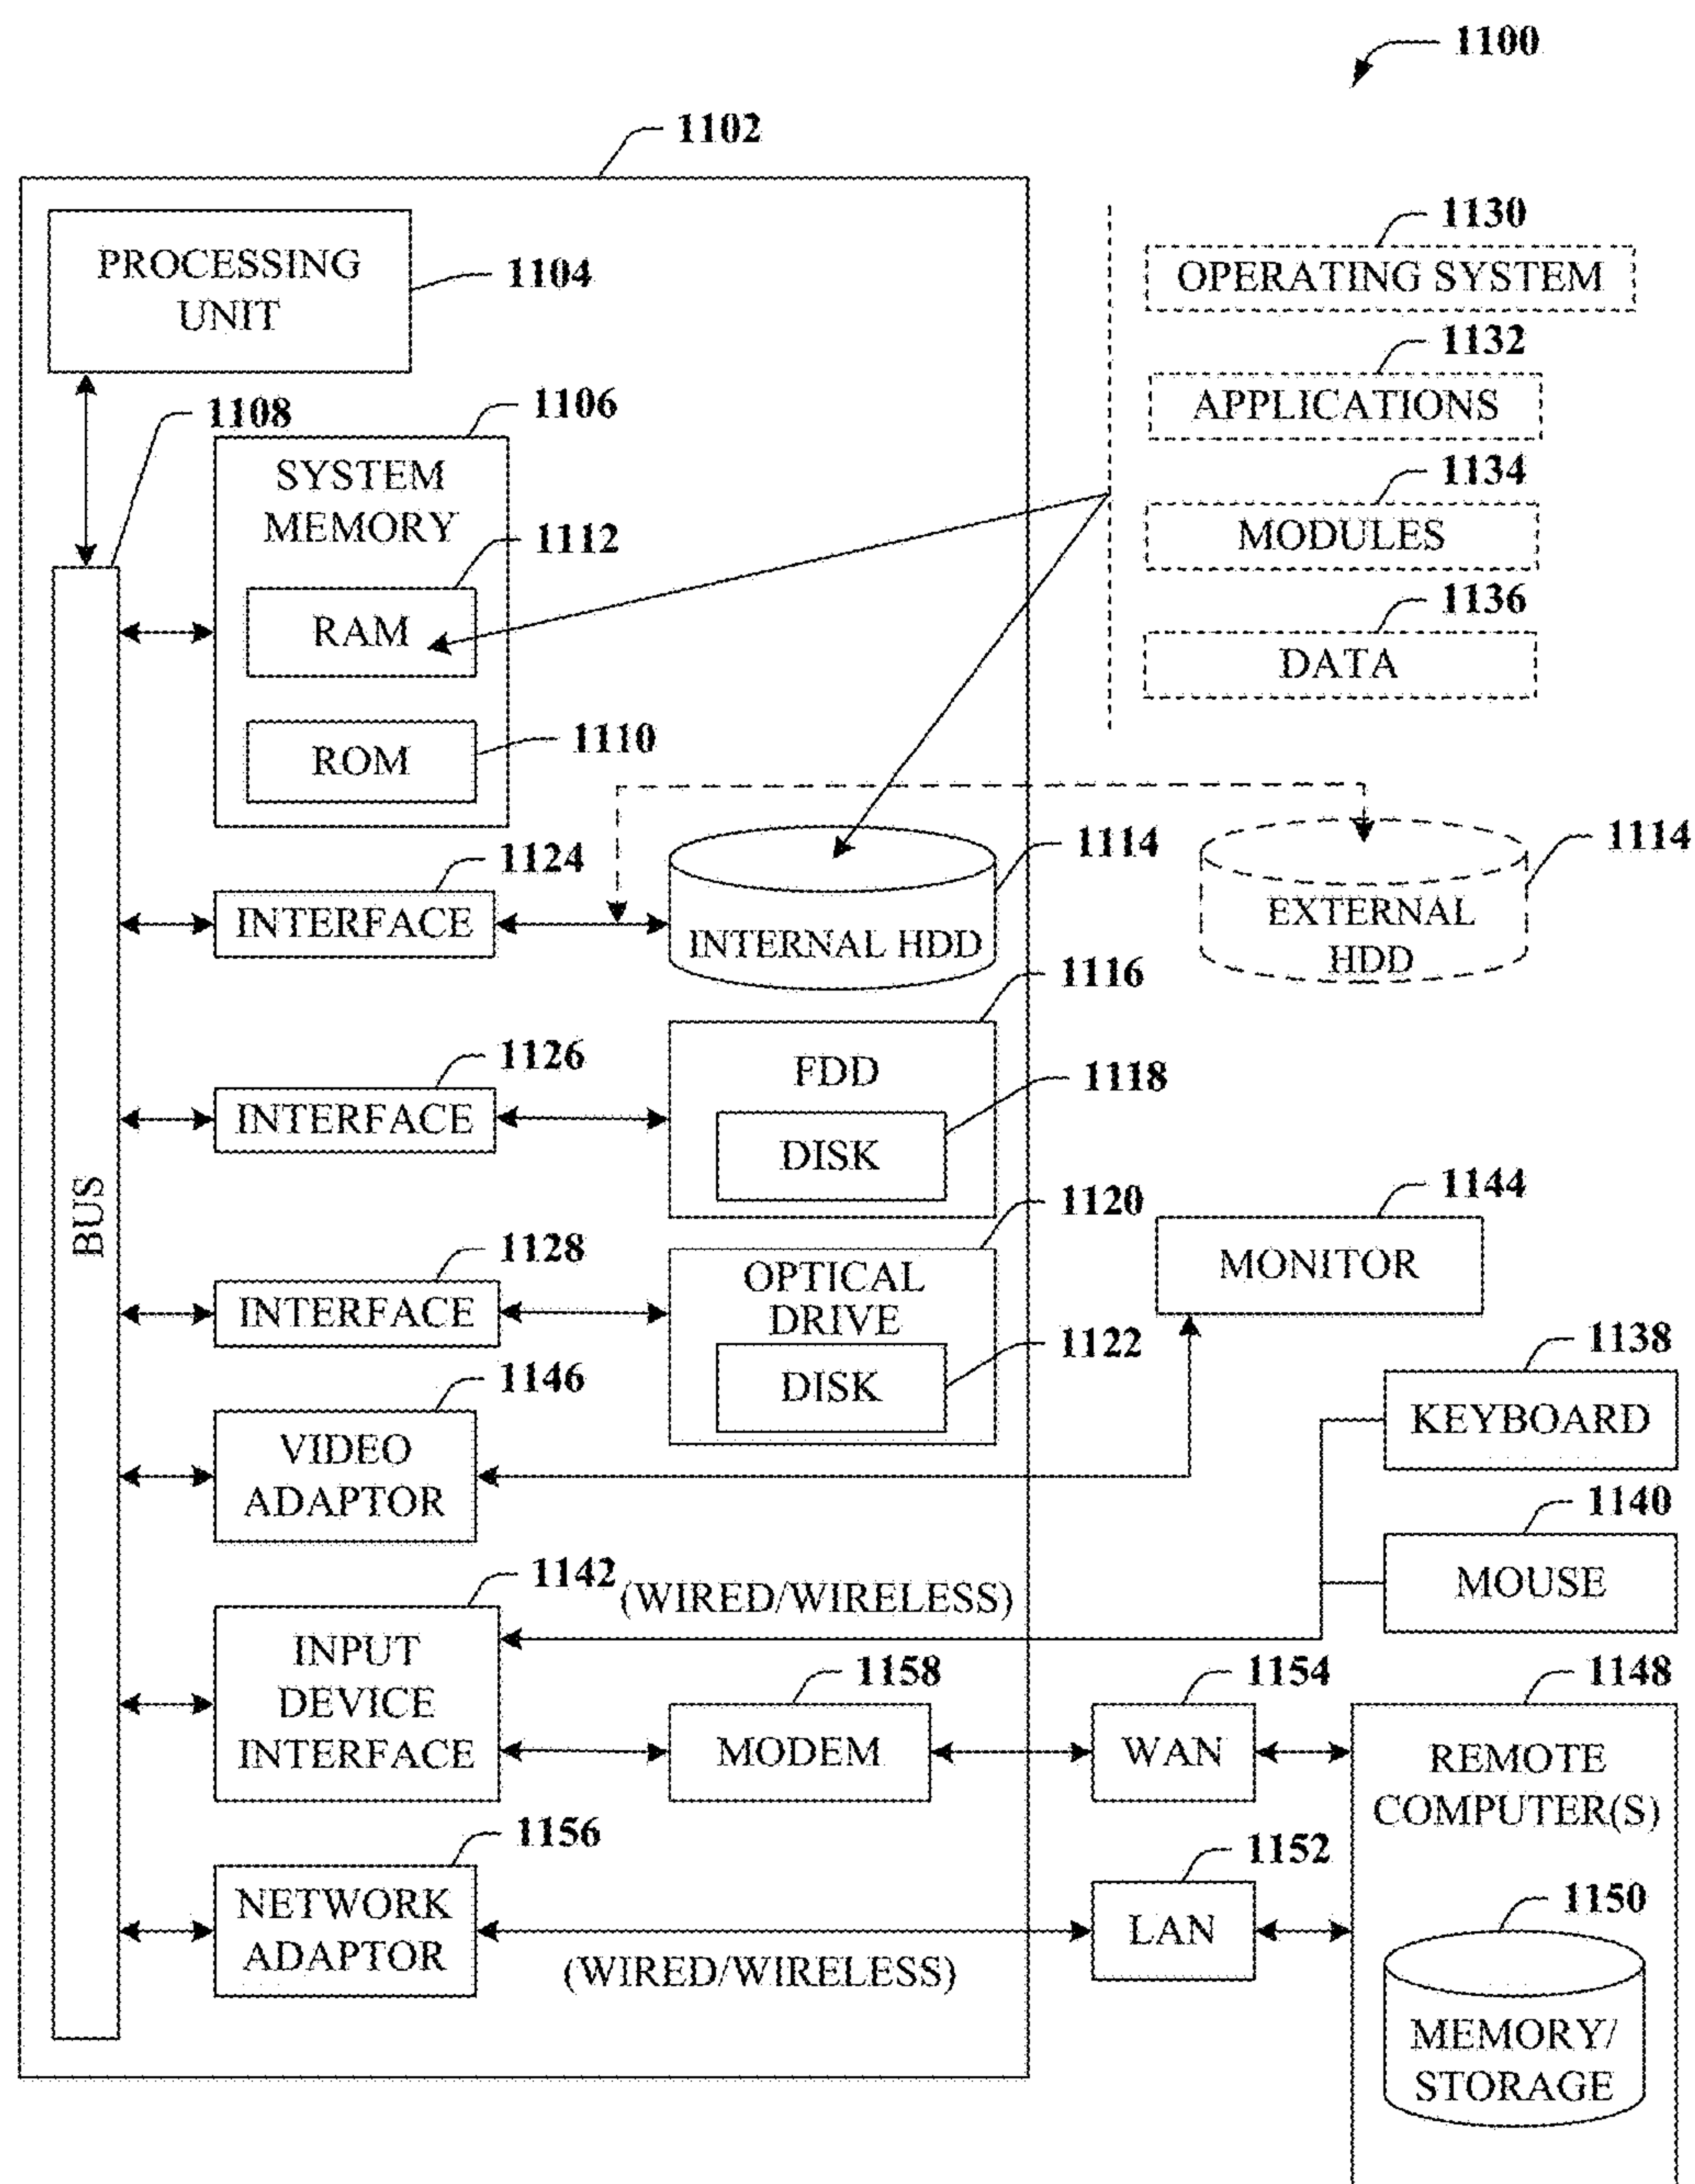 1100
1102
PROCESSING
UNIT
1104
1130
OPERATING SYSTEM
1132
APPLICATIONS
1134
MODULES
1136
DATA
1108
1106
SYSTEM
MEMORY
1112
RAM
1110
ROM
BUS
1124
INTERFACE
1114
INTERNAL HDD
1114
EXTERNAL
HDD
1126
INTERFACE
1116
FDD
1118
DISK
1128
INTERFACE
1120
OPTICAL
DRIVE
1122
DISK
1144
MONITOR
1146
VIDEO
ADAPTOR
1138
KEYBOARD
1140
MOUSE
1142
(WIRED/WIRELESS)
INPUT
DEVICE
INTERFACE
1158
MODEM
1154
WAN
1148
REMOTE
COMPUTER(S)
1156
NETWORK
ADAPTOR
(WIRED/WIRELESS)
1152
LAN
1150
MEMORY/
STORAGE